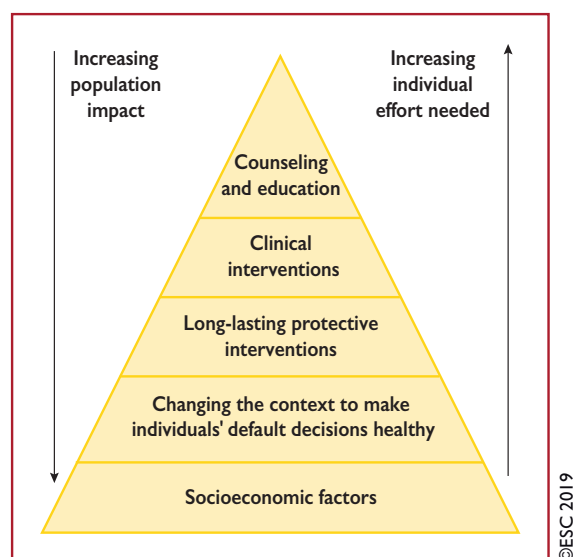 Increasing
population
impact
Increasing
individual
effort needed
Counseling
and education
Clinical
interventions
Long-lasting protective
interventions
Changing the context to make
individuals' default decisions healthy
Socioeconomic factors
©ESC 2019